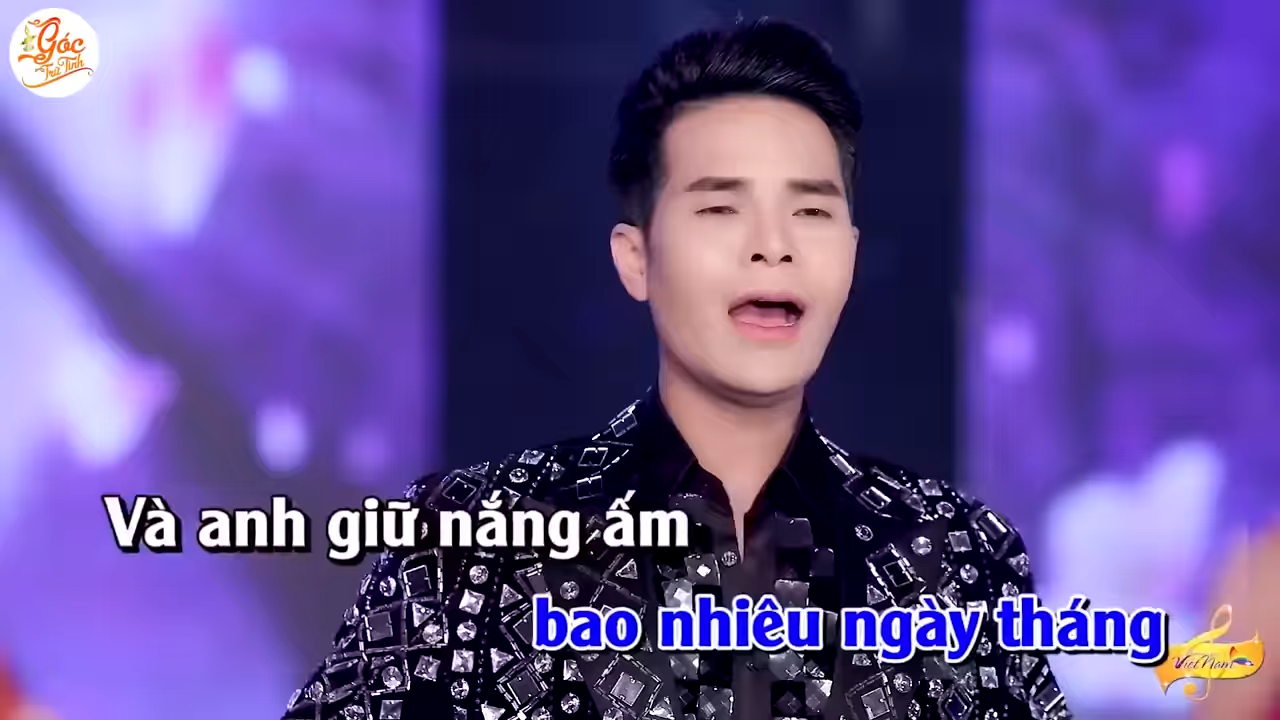 Góc
Trữ Tình
Và anh giữ nắng ấm
bao nhiêu ngày tháng
Việt Nam